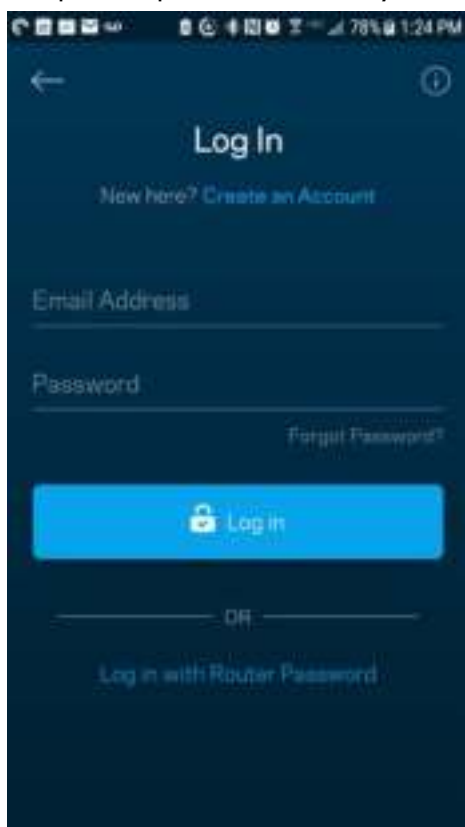 78% 1:24 PM
Log In
New here? Create an Account
Email Address
Password
Forgot Password?
Log in
OR
Log in with Router Password